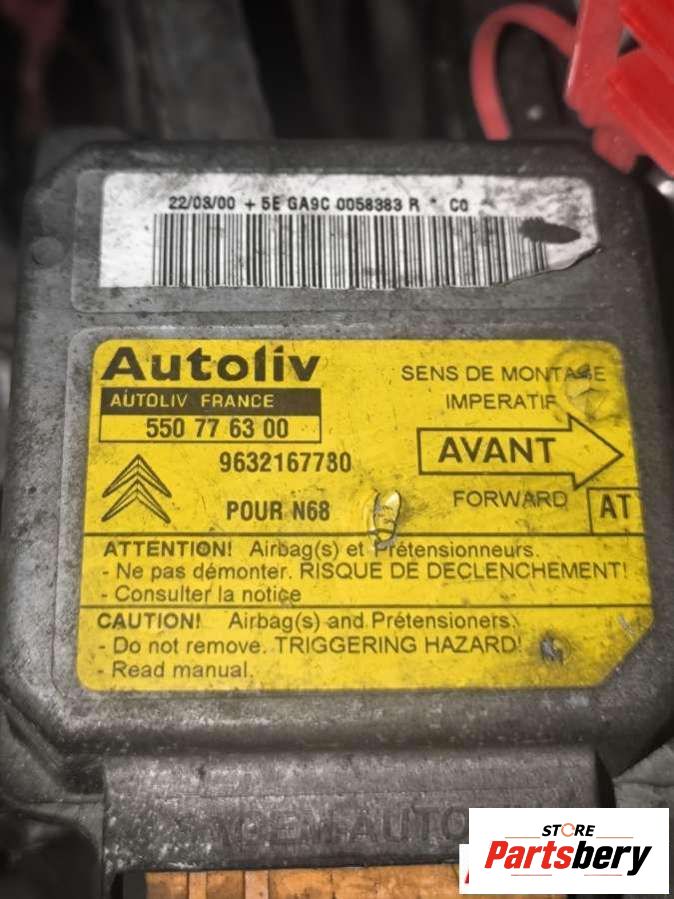 22/03/00 + 5E GA9C 0058383 R * C0
Autoliv
AUTOLIV FRANCE
550 77 63 00
9632167780
POUR N68
SENS DE MONTAGE
IMPERATIF
AVANT
FORWARD
AT
ATTENTION! Airbag(s) et Prétensionneurs.
- Ne pas démonter. RISQUE DE DECLENCHEMENT!
- Consulter la notice
CAUTION! Airbag(s) and Prétensioners.
- Do not remove. TRIGGERING HAZARD!
- Read manual.
STORE
Partsbery